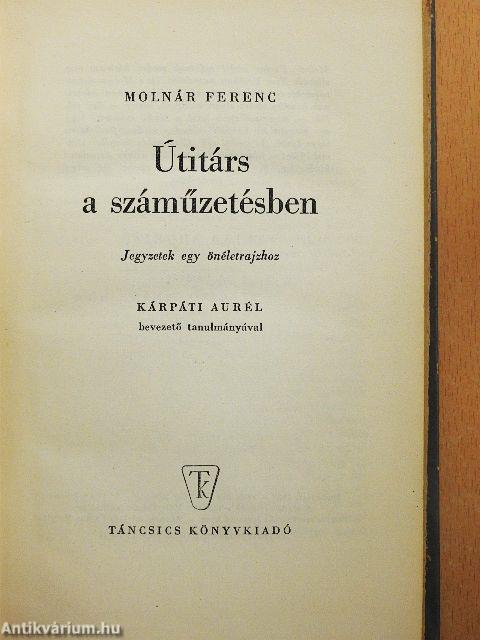 MOLNÁR FERENC
Útitárs
a száműzetésben
Jegyzetek egy önéletrajzhoz
KÁRPÁTI AURÉL
bevezető tanulmányával
Tk
TÁNCSICS KÖNYVKIADÓ
Antikvárium.hu